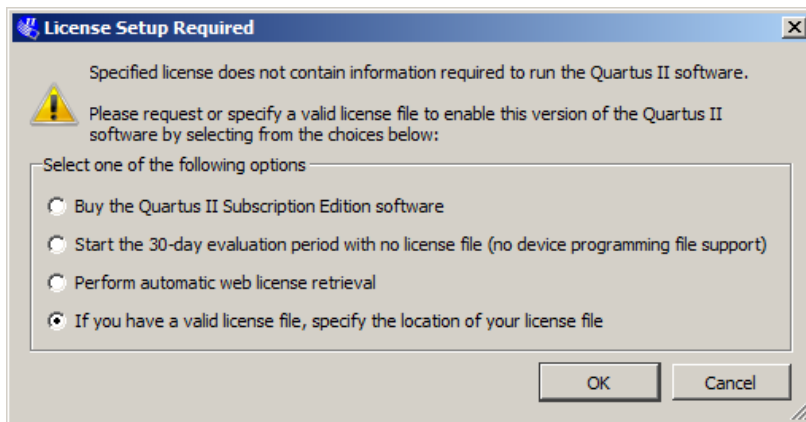 License Setup Required
Specified license does not contain information required to run the Quartus II software.
Please request or specify a valid license file to enable this version of the Quartus II
software by selecting from the choices below:
Select one of the following options
Buy the Quartus II Subscription Edition software
Start the 30-day evaluation period with no license file (no device programming file support)
Perform automatic web license retrieval
If you have a valid license file, specify the location of your license file
OK Cancel